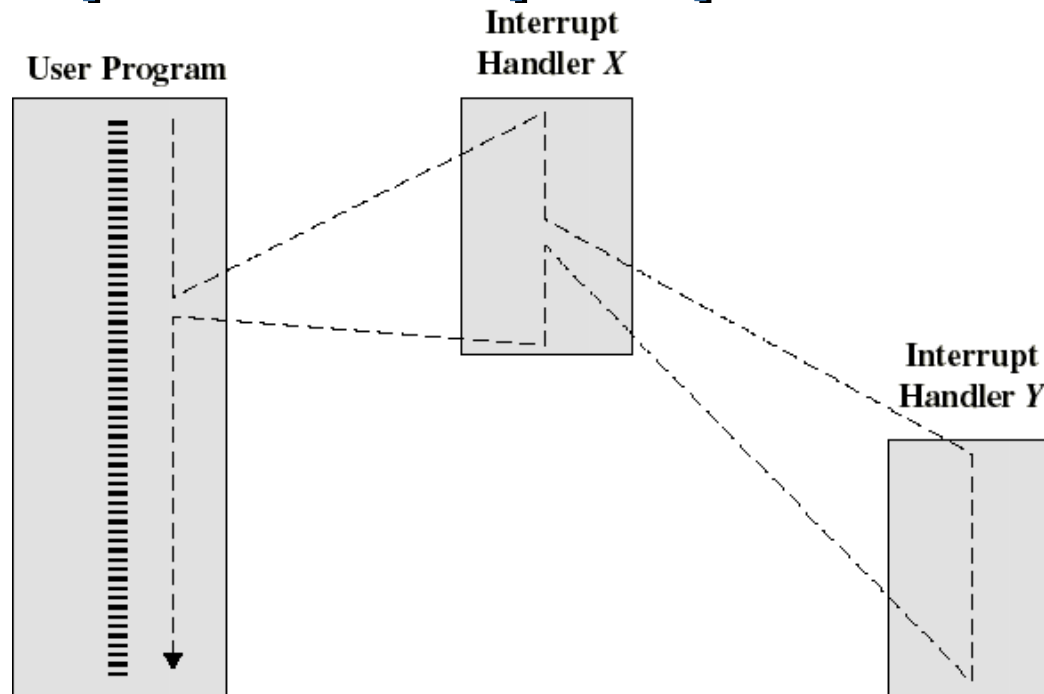 User Program
Interrupt
Handler X
Interrupt
Handler Y